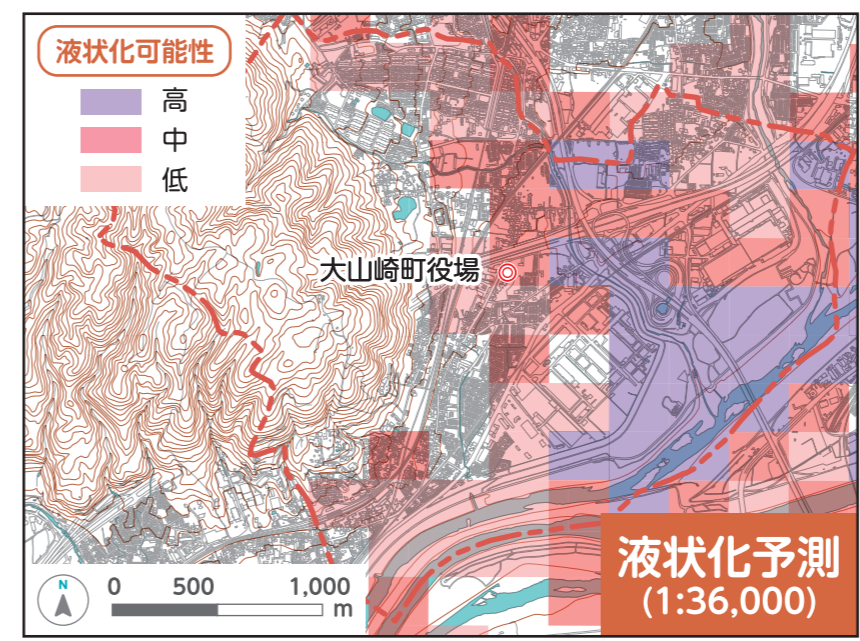 液状化可能性
高
中
低
大山崎町役場
N
0 500 1,000
m
液状化予測
(1:36,000)